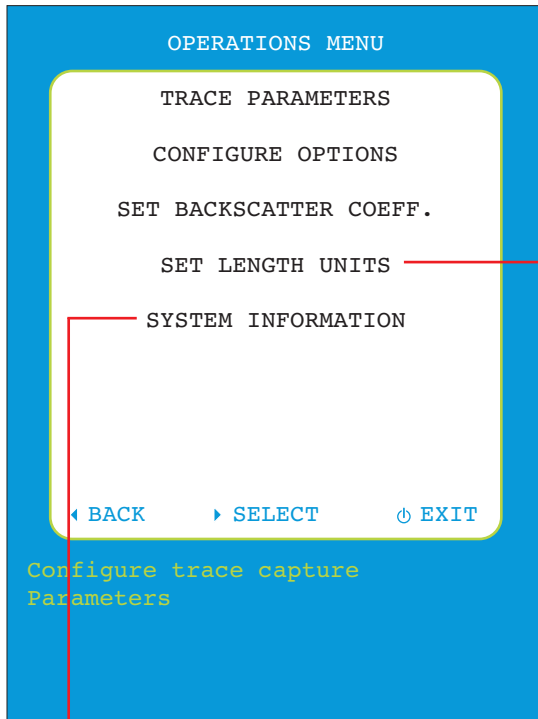 OPERATIONS MENU
TRACE PARAMETERS
CONFIGURE OPTIONS
SET BACKSCATTER COEFF.
SET LENGTH UNITS
SYSTEM INFORMATION
BACK SELECT EXIT
Configure trace capture
Parameters